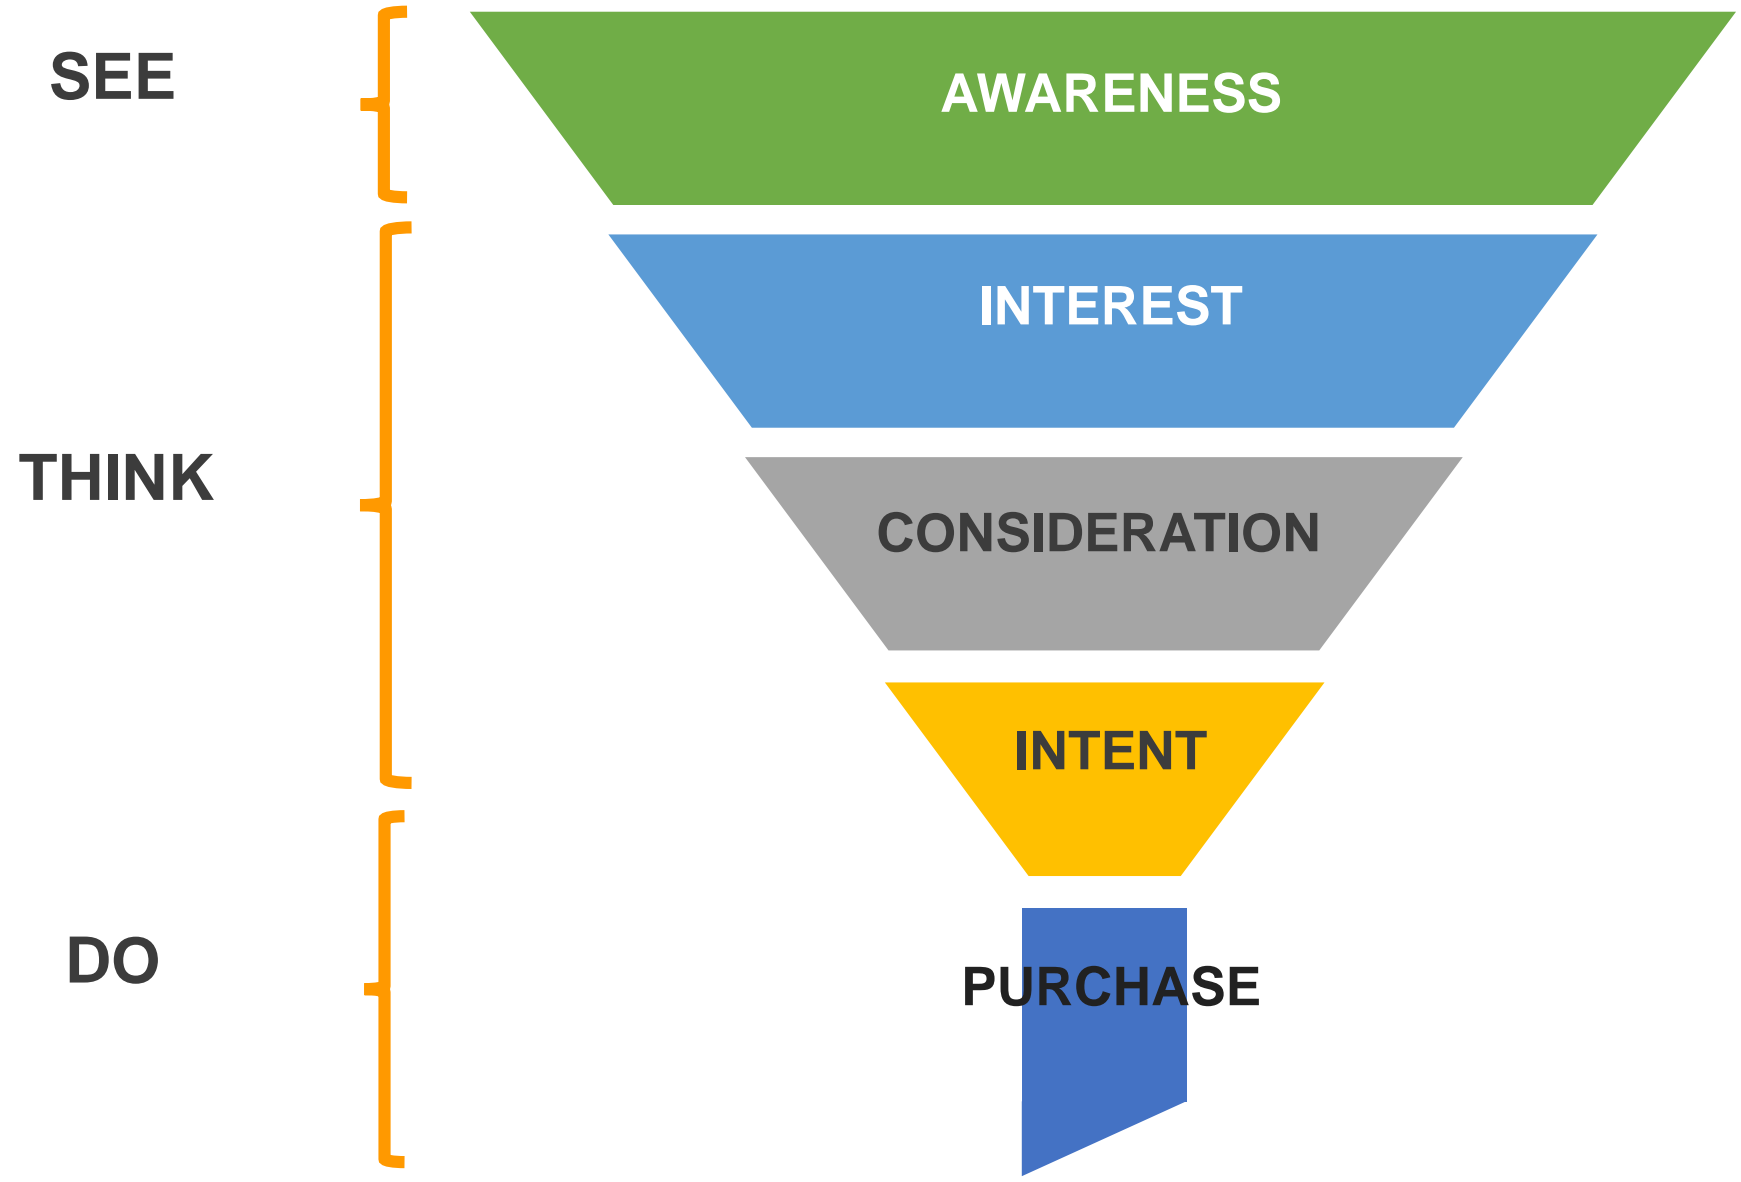 SEE
AWARENESS
INTEREST
THINK
CONSIDERATION
INTENT
DO
PURCHASE